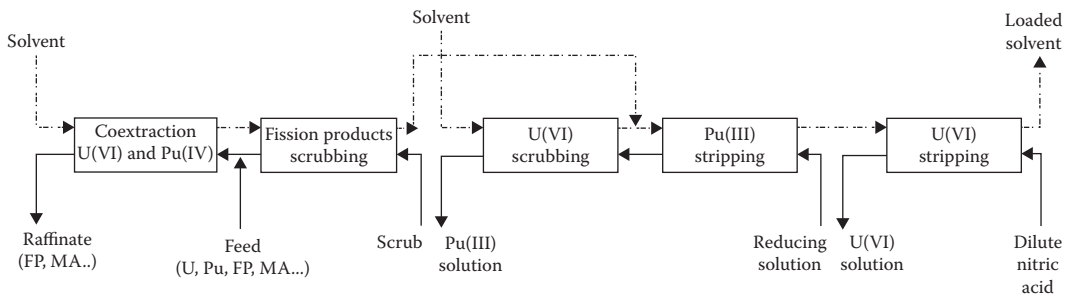 Solvent
Solvent
Loaded
solvent
Coextraction
U(VI) and Pu(IV)
Fission products
scrubbing
U(VI)
scrubbing
Pu(III)
stripping
U(VI)
stripping
Raffinate
(FP, MA..)
Feed
(U, Pu, FP, MA...)
Scrub
Pu(III)
solution
Reducing
solution
U(VI)
solution
Dilute
nitric
acid